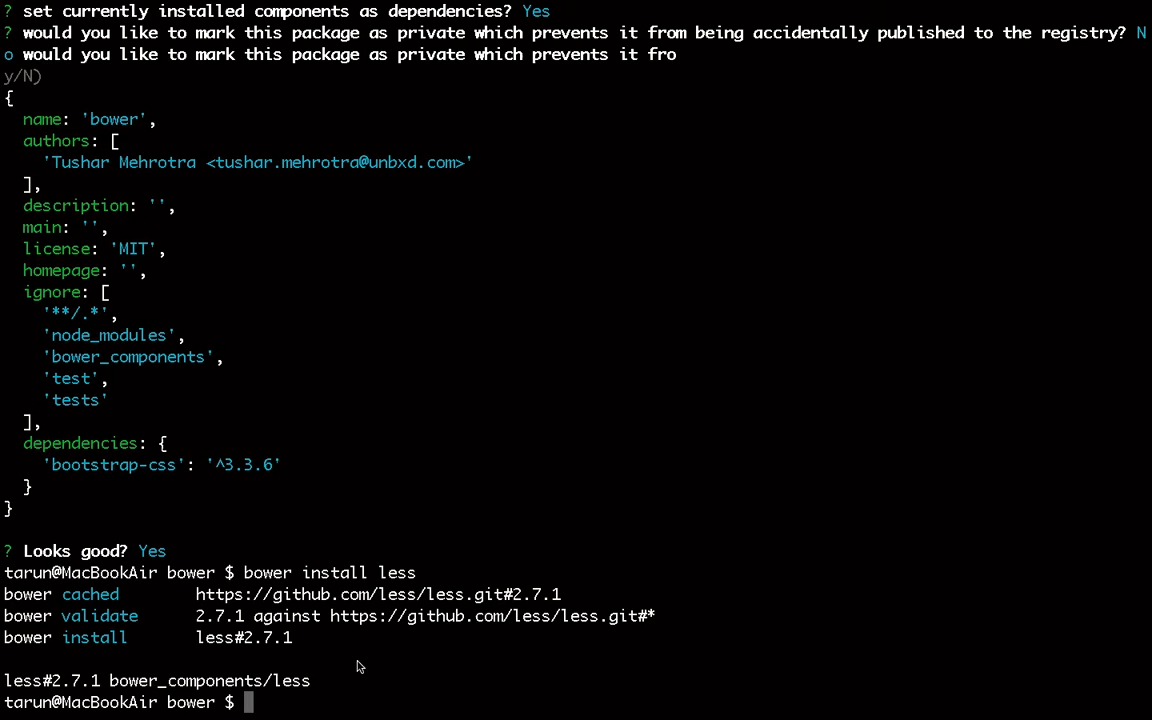 ? set currently installed components as dependencies? Yes
? would you like to mark this package as private which prevents it from being accidentally published to the registry? N
o would you like to mark this package as private which prevents it fro
y/N)
{
  name: 'bower',
  authors: [
    'Tushar Mehrotra <tushar.mehrotra@unbxd.com>'
  ],
  description: '',
  main: '',
  license: 'MIT',
  homepage: '',
  ignore: [
    '**/.*',
    'node_modules',
    'bower_components',
    'test',
    'tests'
  ],
  dependencies: {
    'bootstrap-css': '^3.3.6'
  }
}
? Looks good? Yes
tarun@MacBookAir bower $ bower install less
bower cached        https://github.com/less/less.git#2.7.1
bower validate      2.7.1 against https://github.com/less/less.git#*
bower install       less#2.7.1
less#2.7.1 bower_components/less
tarun@MacBookAir bower $